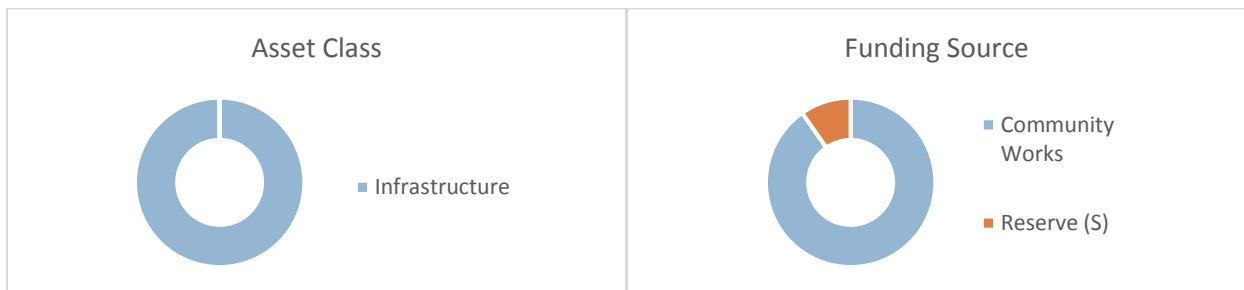 Asset Class
Infrastructure
Funding Source
Community
Works
Reserve (S)